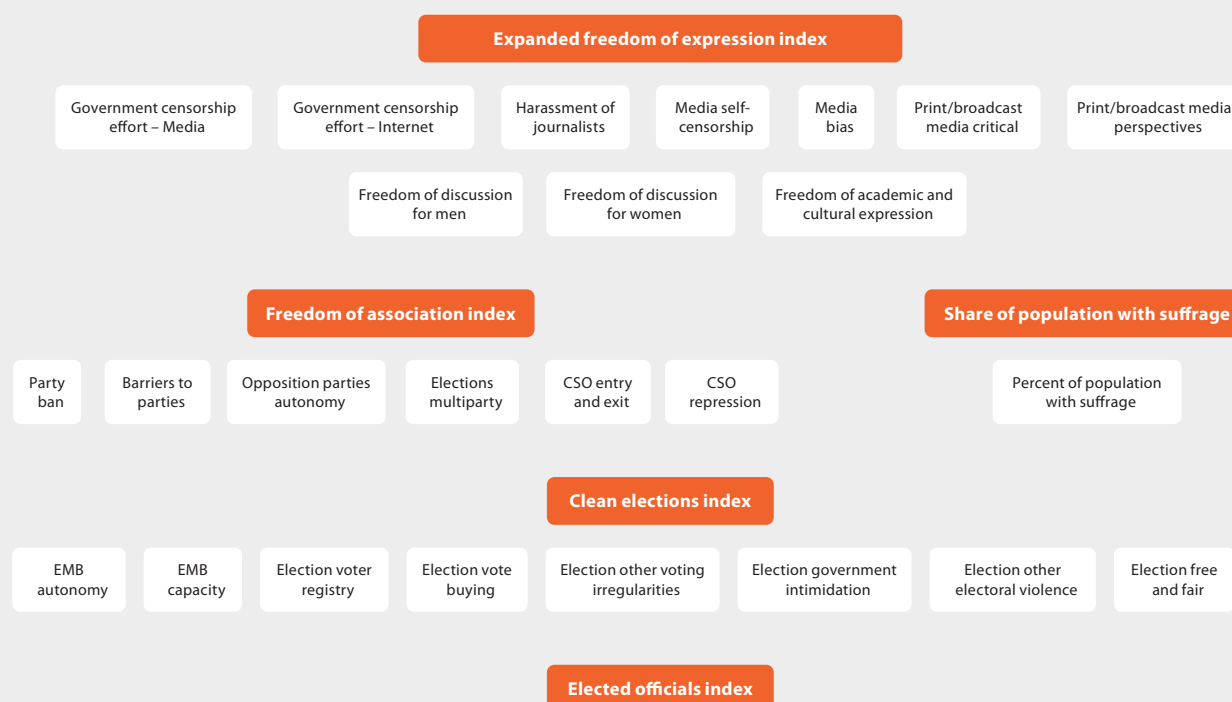 Expanded freedom of expression index
Government censorship
effort – Media
Government censorship
effort – Internet
Harassment of
journalists
Media self-
censorship
Media
bias
Print/broadcast
media critical
Print/broadcast media
perspectives
Freedom of discussion
for men
Freedom of discussion
for women
Freedom of academic and
cultural expression
Freedom of association index
Share of population with suffrage
Party
ban
Barriers to
parties
Opposition parties
autonomy
Elections
multiparty
CSO entry
and exit
CSO
repression
Percent of population
with suffrage
Clean elections index
EMB
autonomy
EMB
capacity
Election voter
registry
Election vote
buying
Election other voting
irregularities
Election government
intimidation
Election other
electoral violence
Election free
and fair
Elected officials index